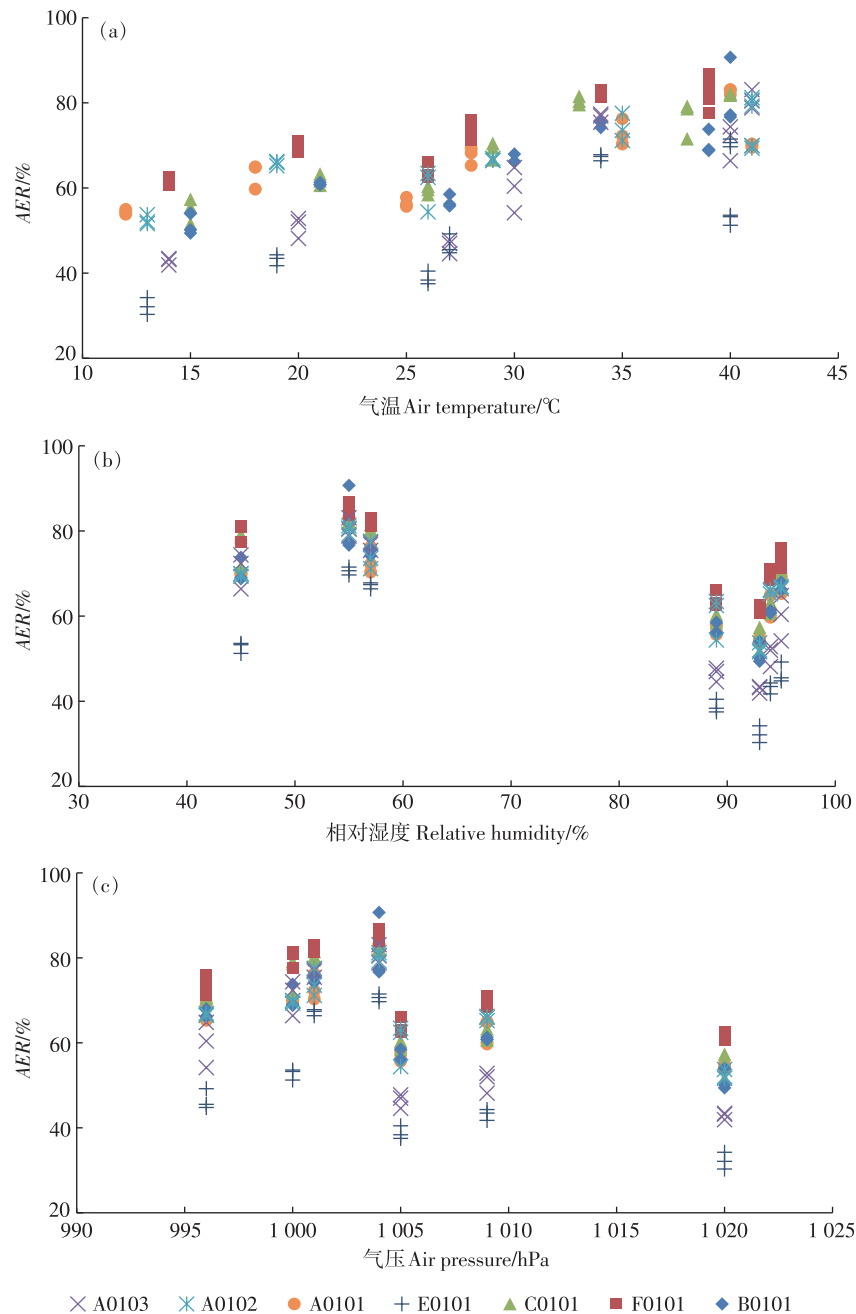 (a)
100
80
60
40
20
AER/%
10 15 20 25 30 35 40 45
气温 Air temperature/℃
(b)
100
80
60
40
20
AER/%
30 40 50 60 70 80 90 100
相对湿度 Relative humidity/%
(c)
100
80
60
40
20
AER/%
990 995 1 000 1 005 1 010 1 015 1 020 1 025
气压 Air pressure/hPa
A0103 A0102 A0101 E0101 C0101 F0101 B0101